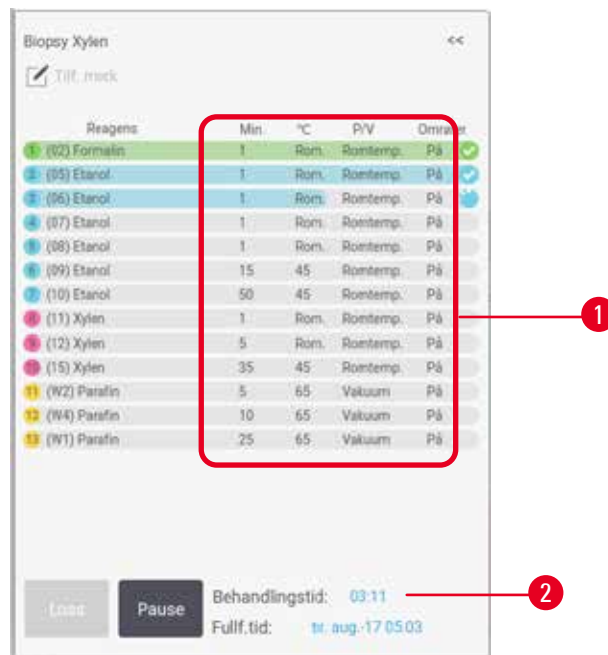 Biopsy Xylen <<
Tilf. merk
Reagens Min. °C P/V Områrer.
1 (02) Formalin 1 Rom. Romtemp. På
2 (05) Etanol 1 Rom. Romtemp. På
3 (06) Etanol 1 Rom. Romtemp. På
4 (07) Etanol 1 Rom. Romtemp. På
5 (08) Etanol 1 Rom. Romtemp. På
6 (09) Etanol 15 45 Romtemp. På
7 (10) Etanol 50 45 Romtemp. På
8 (11) Xylen 1 Rom. Romtemp. På
9 (12) Xylen 5 Rom. Romtemp. På
10 (15) Xylen 35 45 Romtemp. På
11 (W2) Parafin 5 65 Vakuum På
12 (W4) Parafin 10 65 Vakuum På
13 (W1) Parafin 25 65 Vakuum På
1
Pause
Behandlingstid: 03:11
2
Fullf.tid: tir. aug.-17 05:03